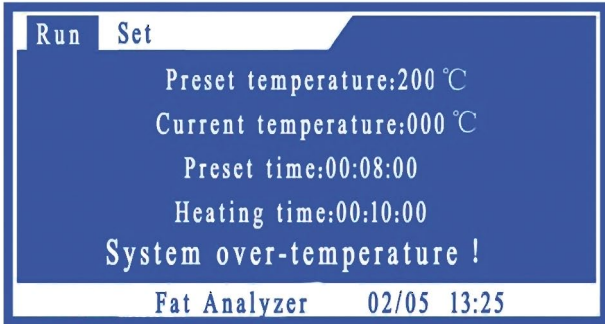 Run Set
Preset temperature:200 ℃
Current temperature:000 ℃
Preset time:00:08:00
Heating time:00:10:00
System over-temperature !
Fat Analyzer 02/05 13:25